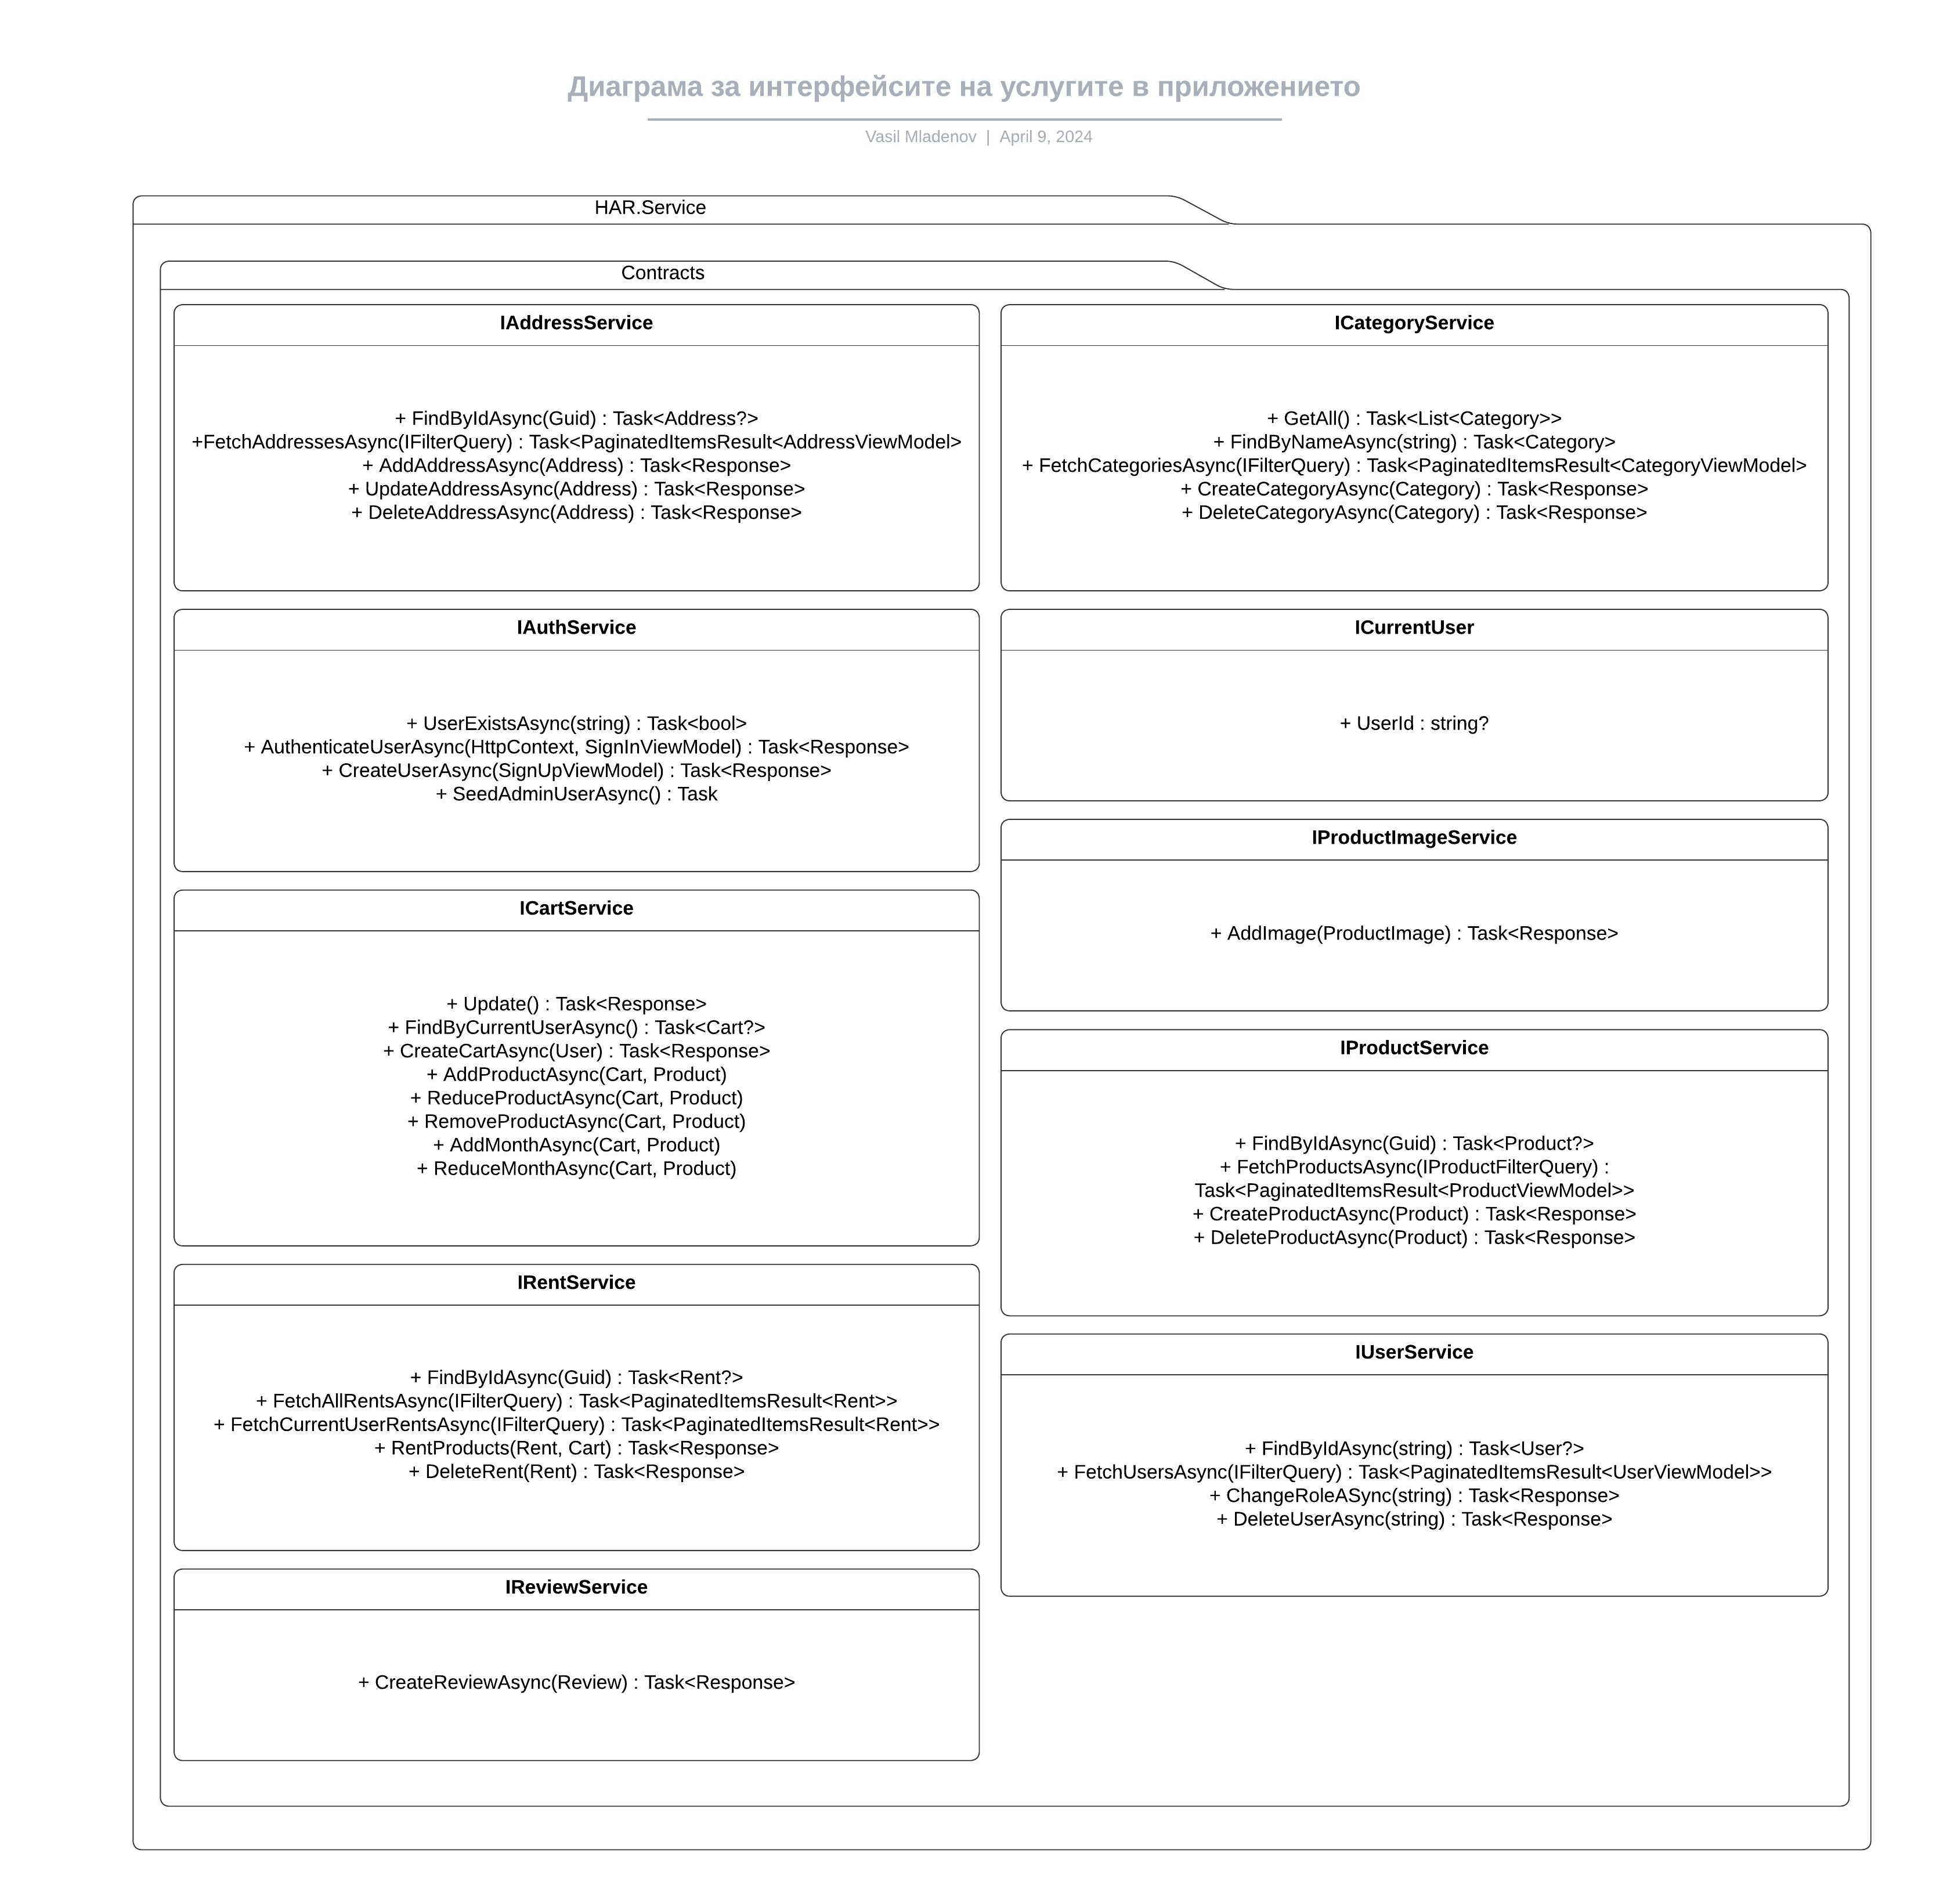 Диаграма за интерфейсите на услугите в приложението
Vasil Mladenov | April 9, 2024
HAR.Service
Contracts
IAddressService
+ FindByIdAsync(Guid) : Task<Address?>
+FetchAddressesAsync(IFilterQuery) : Task<PaginatedItemsResult<AddressViewModel>
+ AddAddressAsync(Address) : Task<Response>
+ UpdateAddressAsync(Address) : Task<Response>
+ DeleteAddressAsync(Address) : Task<Response>
IAuthService
+ UserExistsAsync(string) : Task<bool>
+ AuthenticateUserAsync(HttpContext, SignInViewModel) : Task<Response>
+ CreateUserAsync(SignUpViewModel) : Task<Response>
+ SeedAdminUserAsync() : Task
ICartService
+ Update() : Task<Response>
+ FindByCurrentUserAsync() : Task<Cart?>
+ CreateCartAsync(User) : Task<Response>
+ AddProductAsync(Cart, Product)
+ ReduceProductAsync(Cart, Product)
+ RemoveProductAsync(Cart, Product)
+ AddMonthAsync(Cart, Product)
+ ReduceMonthAsync(Cart, Product)
IRentService
+ FindByIdAsync(Guid) : Task<Rent?>
+ FetchAllRentsAsync(IFilterQuery) : Task<PaginatedItemsResult<Rent>>
+ FetchCurrentUserRentsAsync(IFilterQuery) : Task<PaginatedItemsResult<Rent>>
+ RentProducts(Rent, Cart) : Task<Response>
+ DeleteRent(Rent) : Task<Response>
IReviewService
+ CreateReviewAsync(Review) : Task<Response>
ICategoryService
+ GetAll() : Task<List<Category>>
+ FindByNameAsync(string) : Task<Category>
+ FetchCategoriesAsync(IFilterQuery) : Task<PaginatedItemsResult<CategoryViewModel>
+ CreateCategoryAsync(Category) : Task<Response>
+ DeleteCategoryAsync(Category) : Task<Response>
ICurrentUser
+ UserId : string?
IProductImageService
+ AddImage(ProductImage) : Task<Response>
IProductService
+ FindByIdAsync(Guid) : Task<Product?>
+ FetchProductsAsync(IProductFilterQuery) :
Task<PaginatedItemsResult<ProductViewModel>>
+ CreateProductAsync(Product) : Task<Response>
+ DeleteProductAsync(Product) : Task<Response>
IUserService
+ FindByIdAsync(string) : Task<User?>
+ FetchUsersAsync(IFilterQuery) : Task<PaginatedItemsResult<UserViewModel>>
+ ChangeRoleASync(string) : Task<Response>
+ DeleteUserAsync(string) : Task<Response>